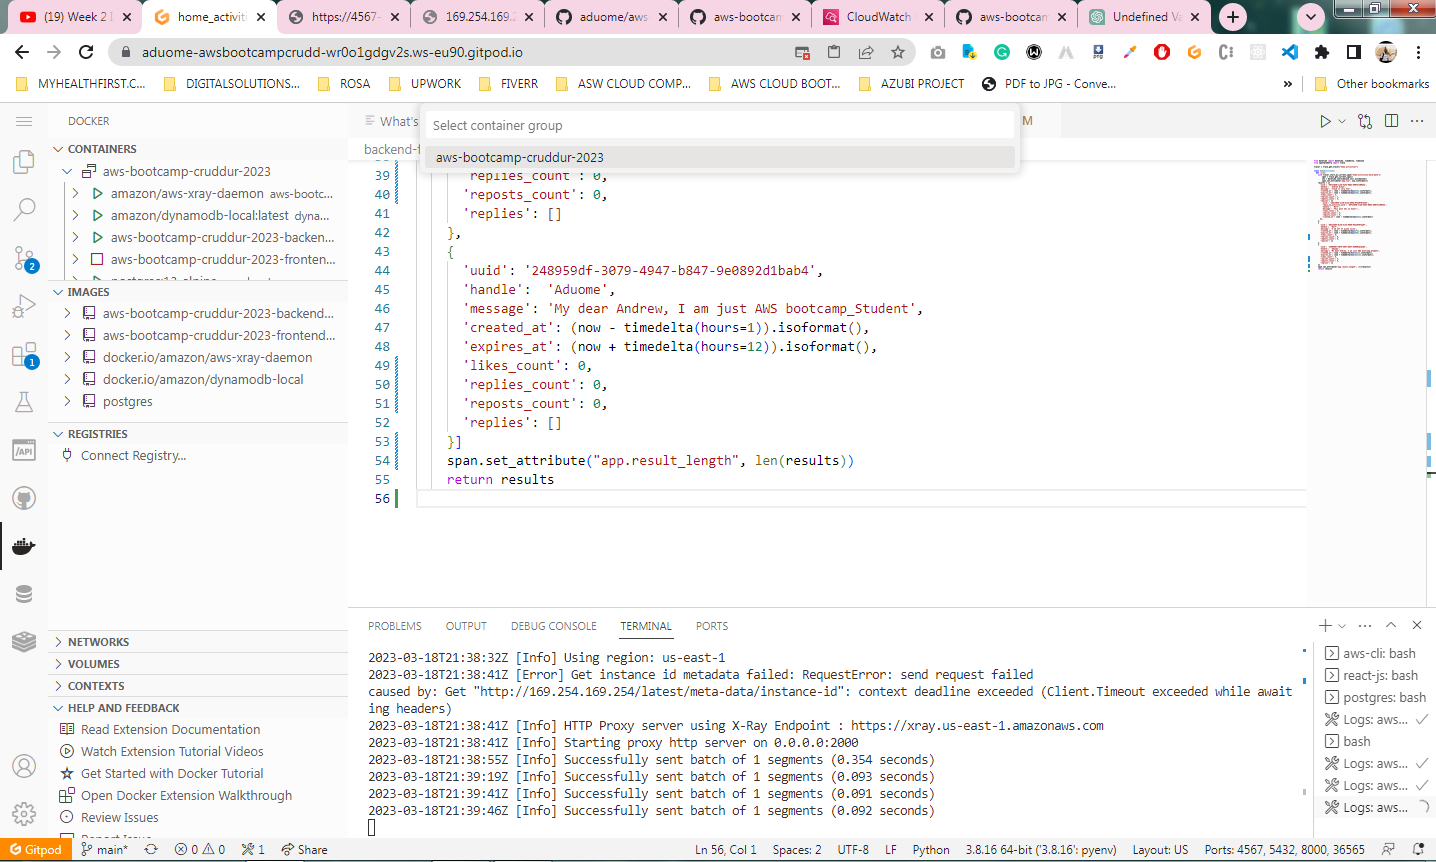 (19) Week 2
home_activiti
https://4567-
169.254.169.2
aduome/aws
aws-bootcam
CloudWatch
aws-bootcam
Undefined Va
aduome-awsbootcampcrudd-wr0o1gdgv2s.ws-eu90.gitpod.io
MYHEALTHFIRST.C...
DIGITALSOLUTIONS...
ROSA
UPWORK
FIVERR
ASW CLOUD COMP...
AWS CLOUD BOOT...
AZUBI PROJECT
PDF to JPG - Conve...
»
Other bookmarks
DOCKER
CONTAINERS
aws-bootcamp-cruddur-2023
amazon/aws-xray-daemon aws-bootc...
amazon/dynamodb-local:latest dyna...
aws-bootcamp-cruddur-2023-backen...
aws-bootcamp-cruddur-2023-fronten...
IMAGES
aws-bootcamp-cruddur-2023-backend...
aws-bootcamp-cruddur-2023-frontend...
docker.io/amazon/aws-xray-daemon
docker.io/amazon/dynamodb-local
postgres
REGISTRIES
Connect Registry...
NETWORKS
VOLUMES
CONTEXTS
HELP AND FEEDBACK
Read Extension Documentation
Watch Extension Tutorial Videos
Get Started with Docker Tutorial
Open Docker Extension Walkthrough
Review Issues
Report Issue
2
1
/API
What's
Select container group
M
backend-f
aws-bootcamp-cruddur-2023
39 'replies_count': 0,
40 'reposts_count': 0,
41 'replies': []
42 },
43 {
44 'uuid': '248959df-3079-4947-b847-9e0892d1bab4',
45 'handle':  'Aduome',
46 'message': 'My dear Andrew, I am just AWS bootcamp_Student',
47 'created_at': (now - timedelta(hours=1)).isoformat(),
48 'expires_at': (now + timedelta(hours=12)).isoformat(),
49 'likes_count': 0,
50 'replies_count': 0,
51 'reposts_count': 0,
52 'replies': []
53 }]
54 span.set_attribute("app.result_length", len(results))
55 return results
56
PROBLEMS OUTPUT DEBUG CONSOLE TERMINAL PORTS
2023-03-18T21:38:32Z [Info] Using region: us-east-1
2023-03-18T21:38:41Z [Error] Get instance id metadata failed: RequestError: send request failed
caused by: Get "http://169.254.169.254/latest/meta-data/instance-id": context deadline exceeded (Client.Timeout exceeded while await
ing headers)
2023-03-18T21:38:41Z [Info] HTTP Proxy server using X-Ray Endpoint : https://xray.us-east-1.amazonaws.com
2023-03-18T21:38:41Z [Info] Starting proxy http server on 0.0.0.0:2000
2023-03-18T21:38:55Z [Info] Successfully sent batch of 1 segments (0.354 seconds)
2023-03-18T21:39:19Z [Info] Successfully sent batch of 1 segments (0.093 seconds)
2023-03-18T21:39:41Z [Info] Successfully sent batch of 1 segments (0.091 seconds)
2023-03-18T21:39:46Z [Info] Successfully sent batch of 1 segments (0.092 seconds)
aws-cli: bash
react-js: bash
postgres: bash
Logs: aws...
bash
Logs: aws...
Logs: aws...
Logs: aws...
Gitpod main* 0 0 1 Share
Ln 56, Col 1 Spaces: 2 UTF-8 LF Python 3.8.16 64-bit ('3.8.16': pyenv) Layout: US Ports: 4567, 5432, 8000, 36565